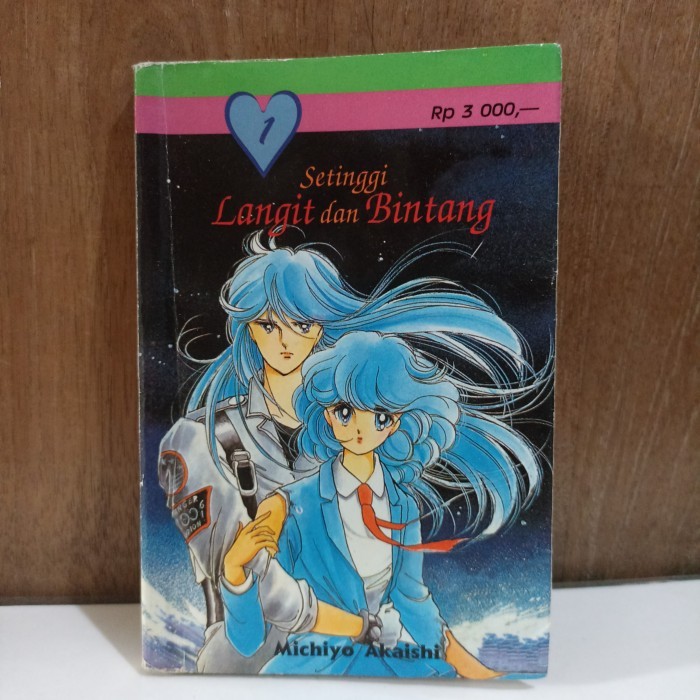 1
Rp 3 000,—
Setinggi
Langit dan Bintang
Michiyo Akaishi